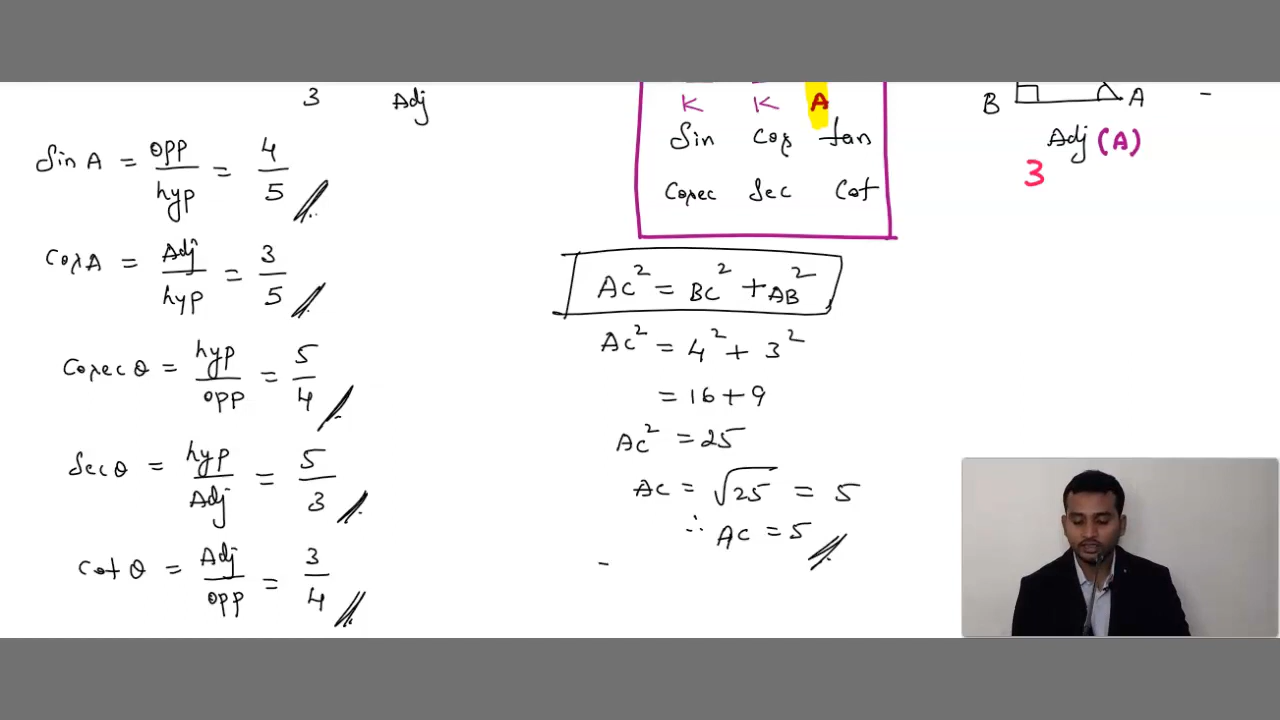 3 Adj
Sin A = opp/hyp = 4/5
Cos A = Adj/hyp = 3/5
Cosec θ = hyp/opp = 5/4
Sec θ = hyp/Adj = 5/3
Cot θ = Adj/opp = 3/4
K K A
Sin Cos tan
Cosec Sec Cot
AC² = BC² + AB²
AC² = 4² + 3²
= 16 + 9
AC² = 25
AC = √25 = 5
∴ AC = 5
B A
Adj (A)
3